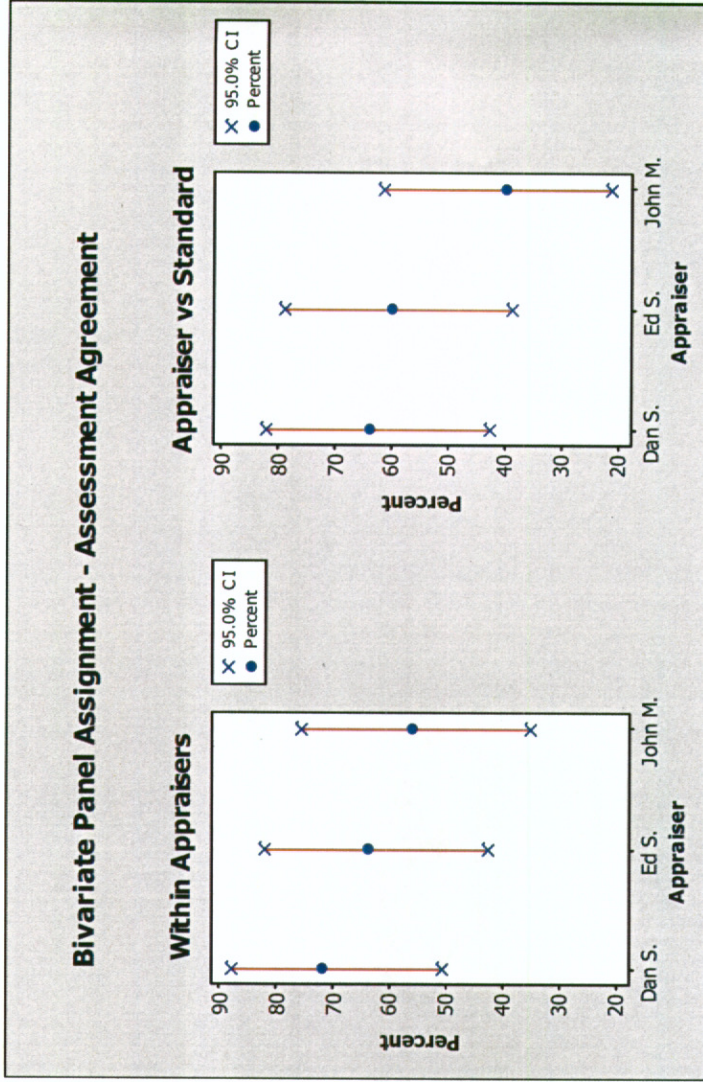 Bivariate Panel Assignment - Assessment Agreement
Within Appraisers
95.0% CI
Percent
90
80
70
60
50
40
30
20
Percent
Dan S.
Ed S.
John M.
Appraiser
Appraiser vs Standard
95.0% CI
Percent
90
80
70
60
50
40
30
20
Percent
Dan S.
Ed S.
John M.
Appraiser